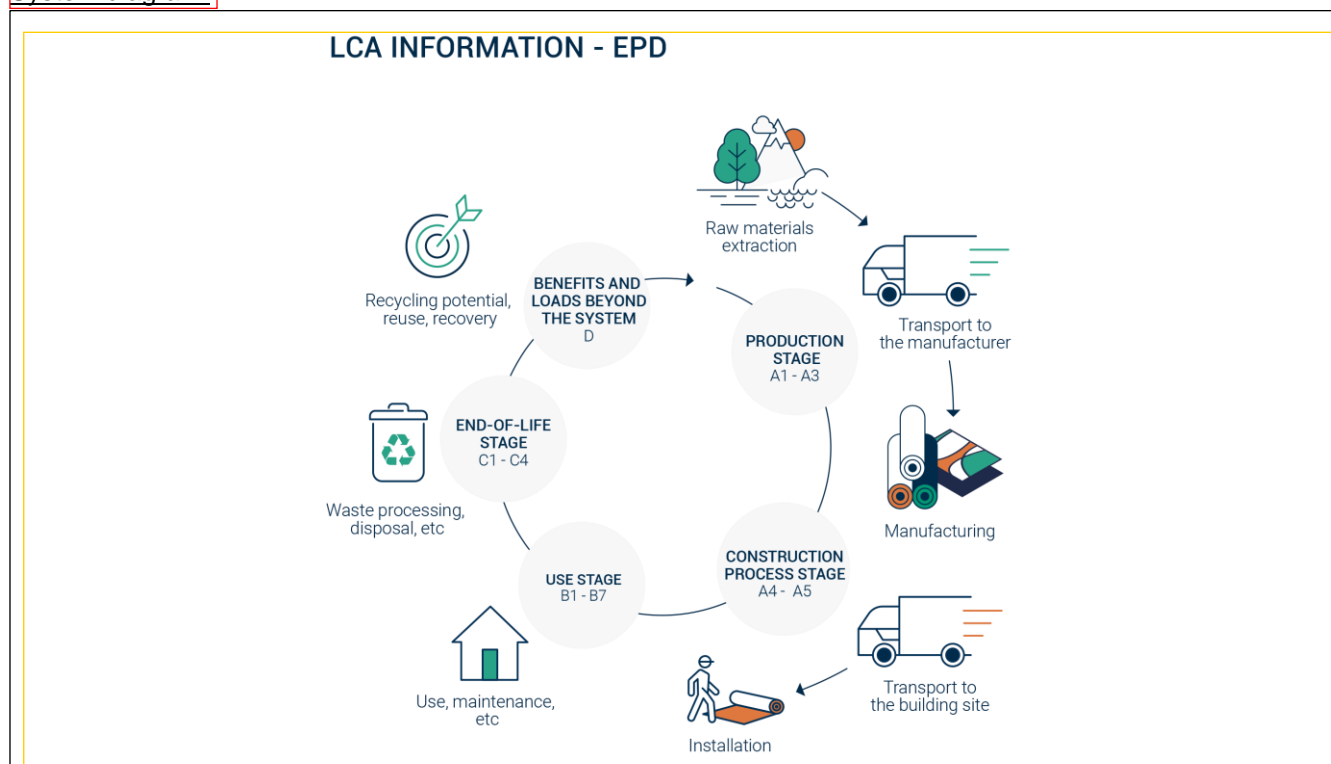 LCA INFORMATION - EPD
Raw materials
extraction
Transport to
the manufacturer
Manufacturing
Transport to
the building site
Installation
Use, maintenance,
etc
Waste processing,
disposal, etc
Recycling potential,
reuse, recovery
BENEFITS AND
LOADS BEYOND
THE SYSTEM
D
PRODUCTION
STAGE
A1 - A3
CONSTRUCTION
PROCESS STAGE
A4 - A5
USE STAGE
B1 - B7
END-OF-LIFE
STAGE
C1 - C4